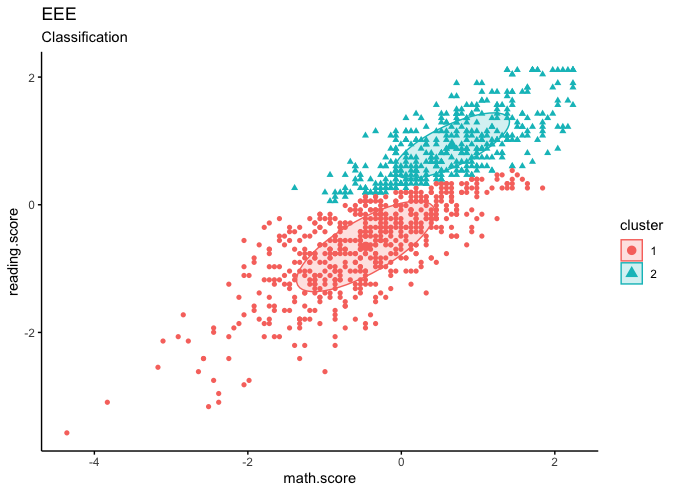 EEE
Classification
2
0
-2
reading.score
-4
-2
0
2
math.score
cluster
1
2